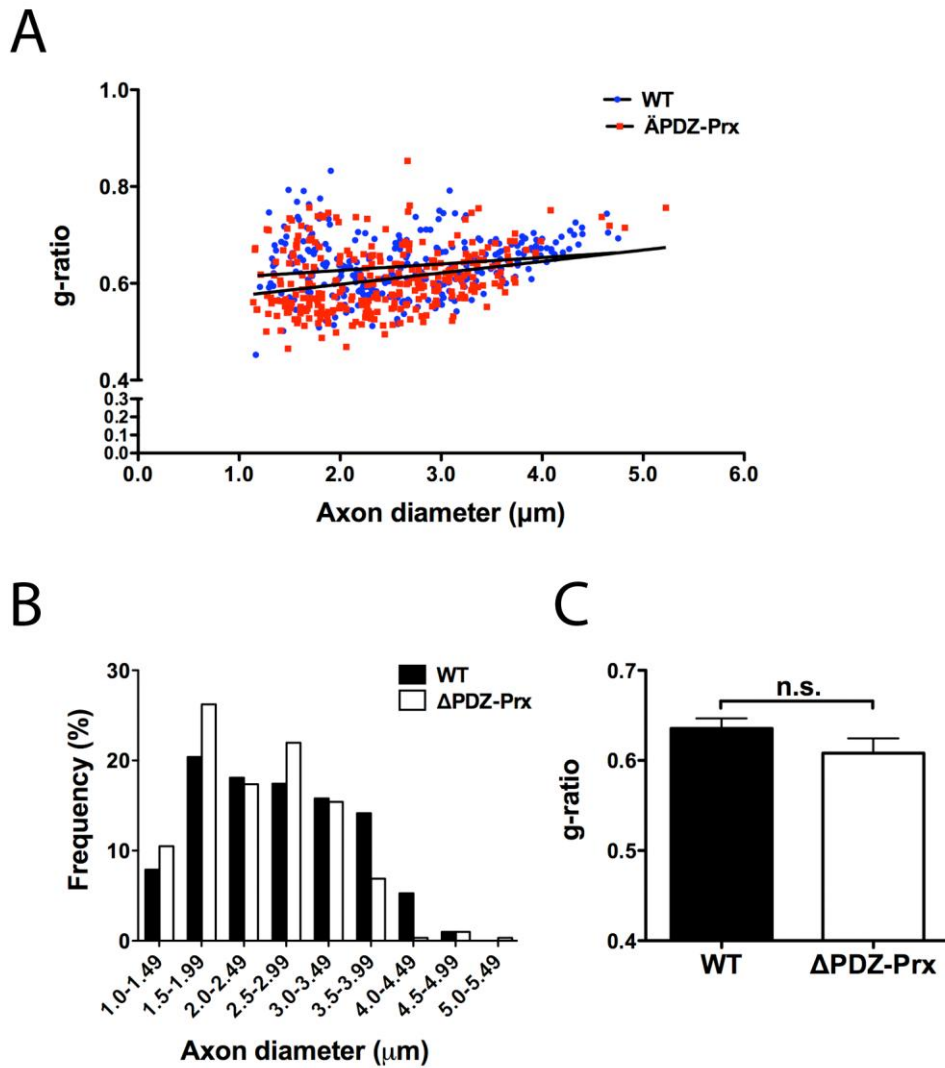 A
1.0
0.8
0.6
0.4
0.3
0.2
0.1
0.0
g-ratio
WT
ÄPDZ-Prx
0.0 1.0 2.0 3.0 4.0 5.0 6.0
Axon diameter (µm)
B
30
20
10
0
Frequency (%)
WT
ΔPDZ-Prx
1.0-1.49 1.5-1.99 2.0-2.49 2.5-2.99 3.0-3.49 3.5-3.99 4.0-4.49 4.5-4.99 5.0-5.49
Axon diameter (µm)
C
0.7
0.6
0.5
0.4
g-ratio
n.s.
WT ΔPDZ-Prx